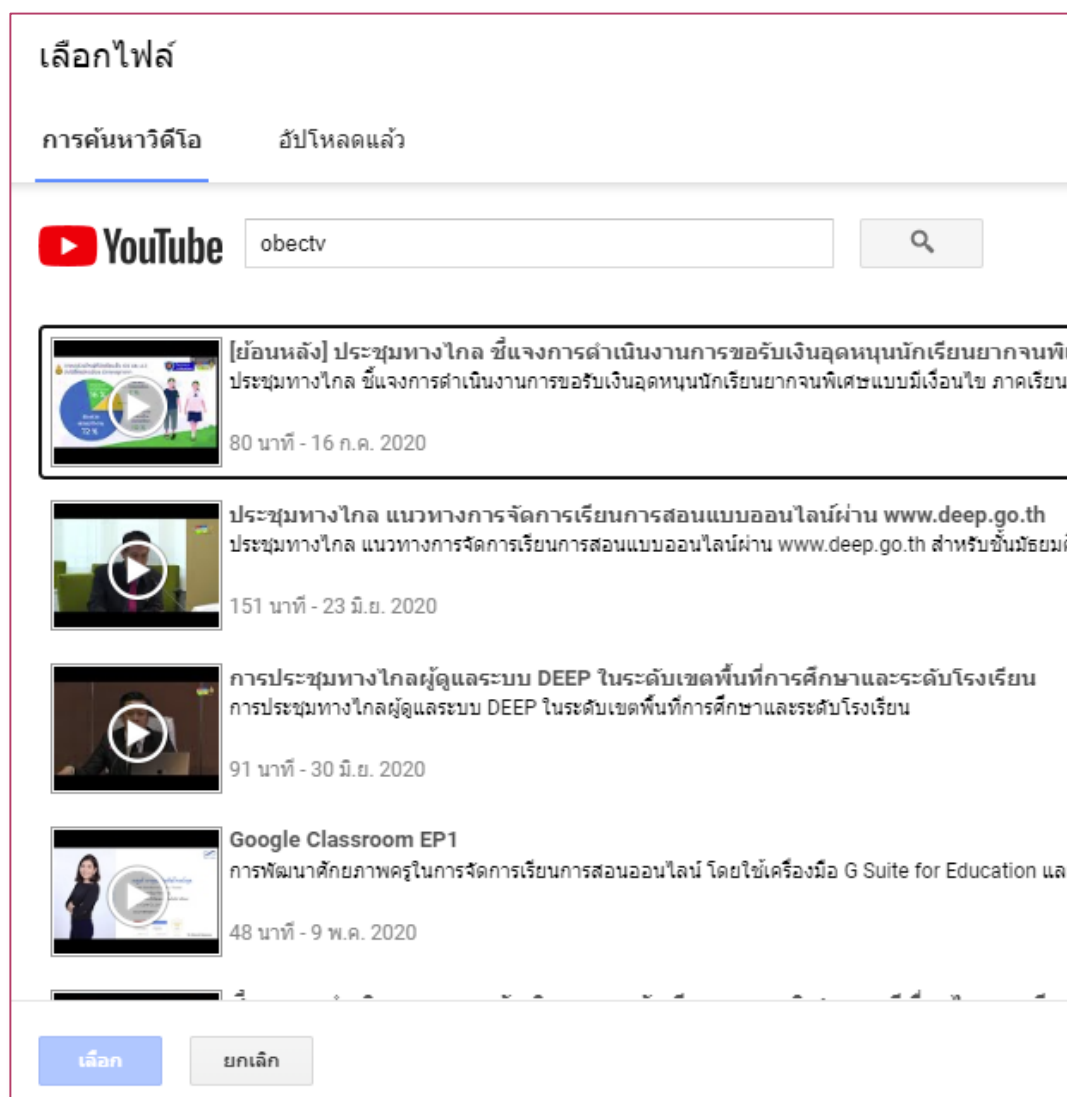 เลือกไฟล์
การค้นหาวิดีโอ อัปโหลดแล้ว
YouTube obectv
[ย้อนหลัง] ประชุมทางไกล ชี้แจงการดำเนินงานการขอรับเงินอุดหนุนนักเรียนยากจนพิเ
ประชุมทางไกล ชี้แจงการดำเนินงานการขอรับเงินอุดหนุนนักเรียนยากจนพิเศษแบบมีเงื่อนไข ภาคเรียน
80 นาที - 16 ก.ค. 2020
ประชุมทางไกล แนวทางการจัดการเรียนการสอนแบบออนไลน์ผ่าน www.deep.go.th
ประชุมทางไกล แนวทางการจัดการเรียนการสอนแบบออนไลน์ผ่าน www.deep.go.th สำหรับชั้นมัธยมต
151 นาที - 23 มิ.ย. 2020
การประชุมทางไกลผู้ดูแลระบบ DEEP ในระดับเขตพื้นที่การศึกษาและระดับโรงเรียน
การประชุมทางไกลผู้ดูแลระบบ DEEP ในระดับเขตพื้นที่การศึกษาและระดับโรงเรียน
91 นาที - 30 มิ.ย. 2020
Google Classroom EP1
การพัฒนาศักยภาพครูในการจัดการเรียนการสอนออนไลน์ โดยใช้เครื่องมือ G Suite for Education แล
48 นาที - 9 พ.ค. 2020
เลือก ยกเลิก